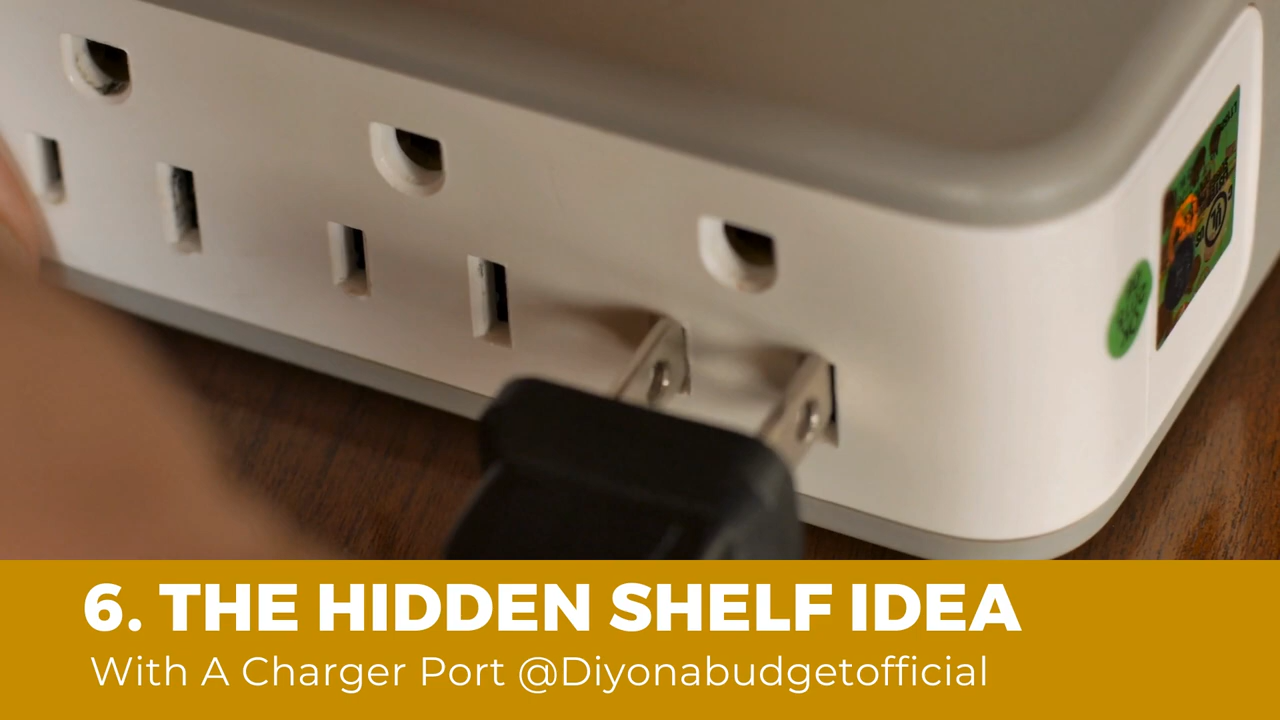 6. THE HIDDEN SHELF IDEA
With A Charger Port @Diyonabudgetofficial